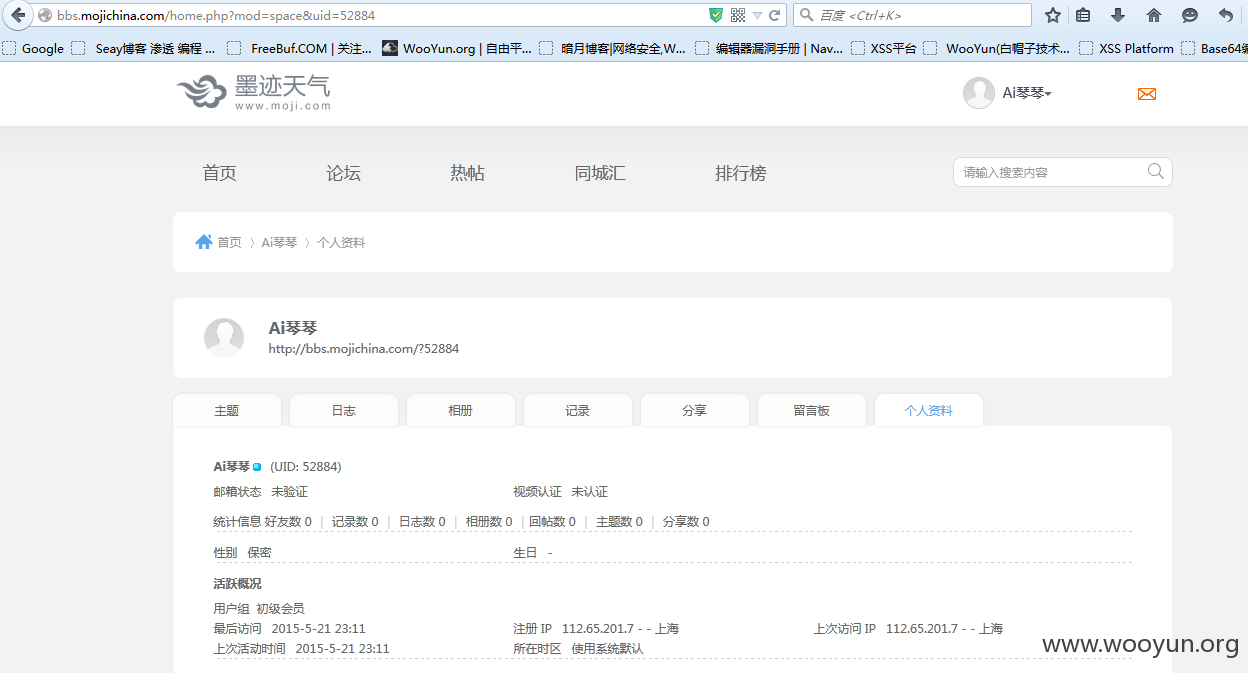 bbs.mojichina.com/home.php?mod=space&uid=52884 百度 <Ctrl+K>
Google Seay博客 渗透 编程 ... FreeBuf.COM | 关注... WooYun.org | 自由平... 暗月博客|网络安全,W... 编辑器漏洞手册 | Nav... XSS平台 WooYun(白帽子技术... XSS Platform Base64编
墨迹天气
www.moji.com
Ai琴琴
首页 论坛 热帖 同城汇 排行榜 请输入搜索内容
首页 〉 Ai琴琴 〉 个人资料
Ai琴琴
http://bbs.mojichina.com/?52884
主题 日志 相册 记录 分享 留言板 个人资料
Ai琴琴 (UID: 52884)
邮箱状态 未验证 视频认证 未认证
统计信息 好友数 0 | 记录数 0 | 日志数 0 | 相册数 0 | 回帖数 0 | 主题数 0 | 分享数 0
性别 保密 生日 -
活跃概况
用户组 初级会员
最后访问 2015-5-21 23:11 注册 IP 112.65.201.7 - - 上海 上次访问 IP 112.65.201.7 - - 上海
上次活动时间 2015-5-21 23:11 所在时区 使用系统默认
www.wooyun.org